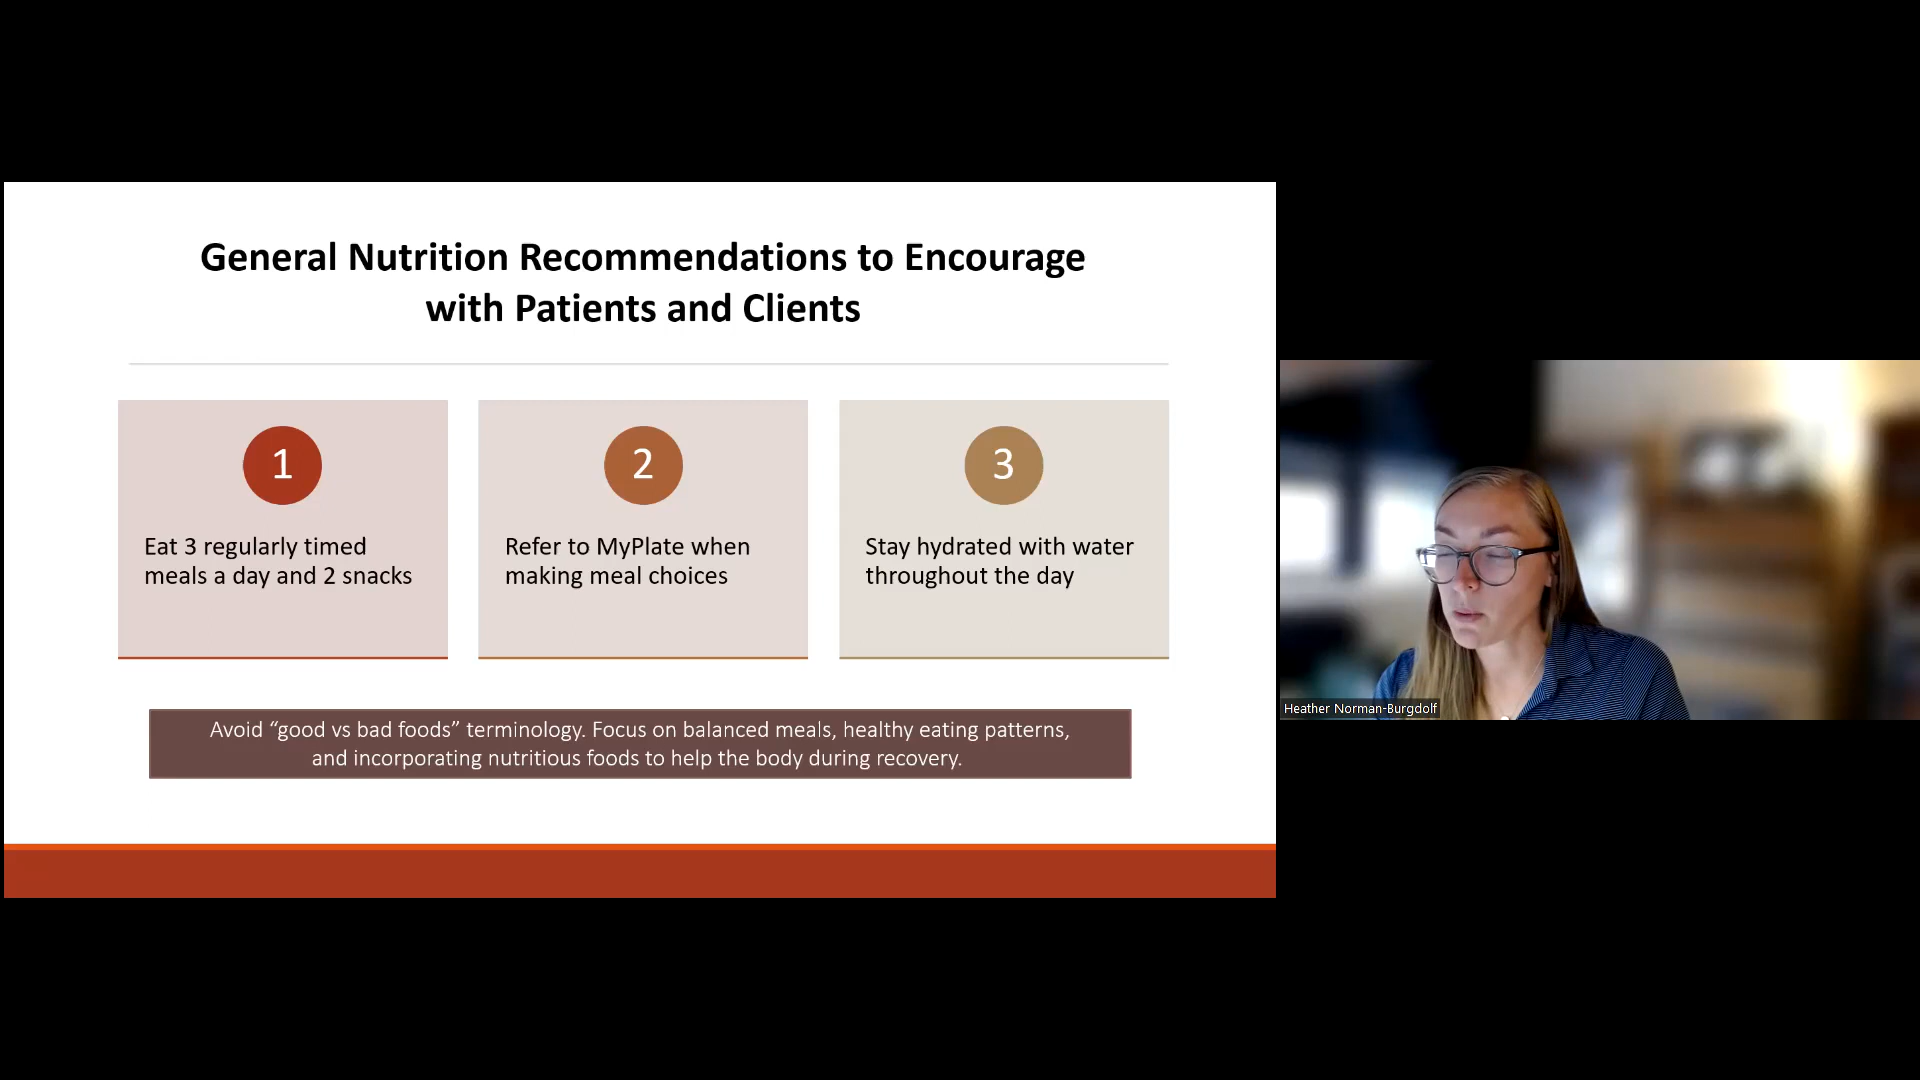 General Nutrition Recommendations to Encourage
with Patients and Clients
1
Eat 3 regularly timed
meals a day and 2 snacks
2
Refer to MyPlate when
making meal choices
3
Stay hydrated with water
throughout the day
Avoid “good vs bad foods” terminology. Focus on balanced meals, healthy eating patterns,
and incorporating nutritious foods to help the body during recovery.
Heather Norman-Burgdolf